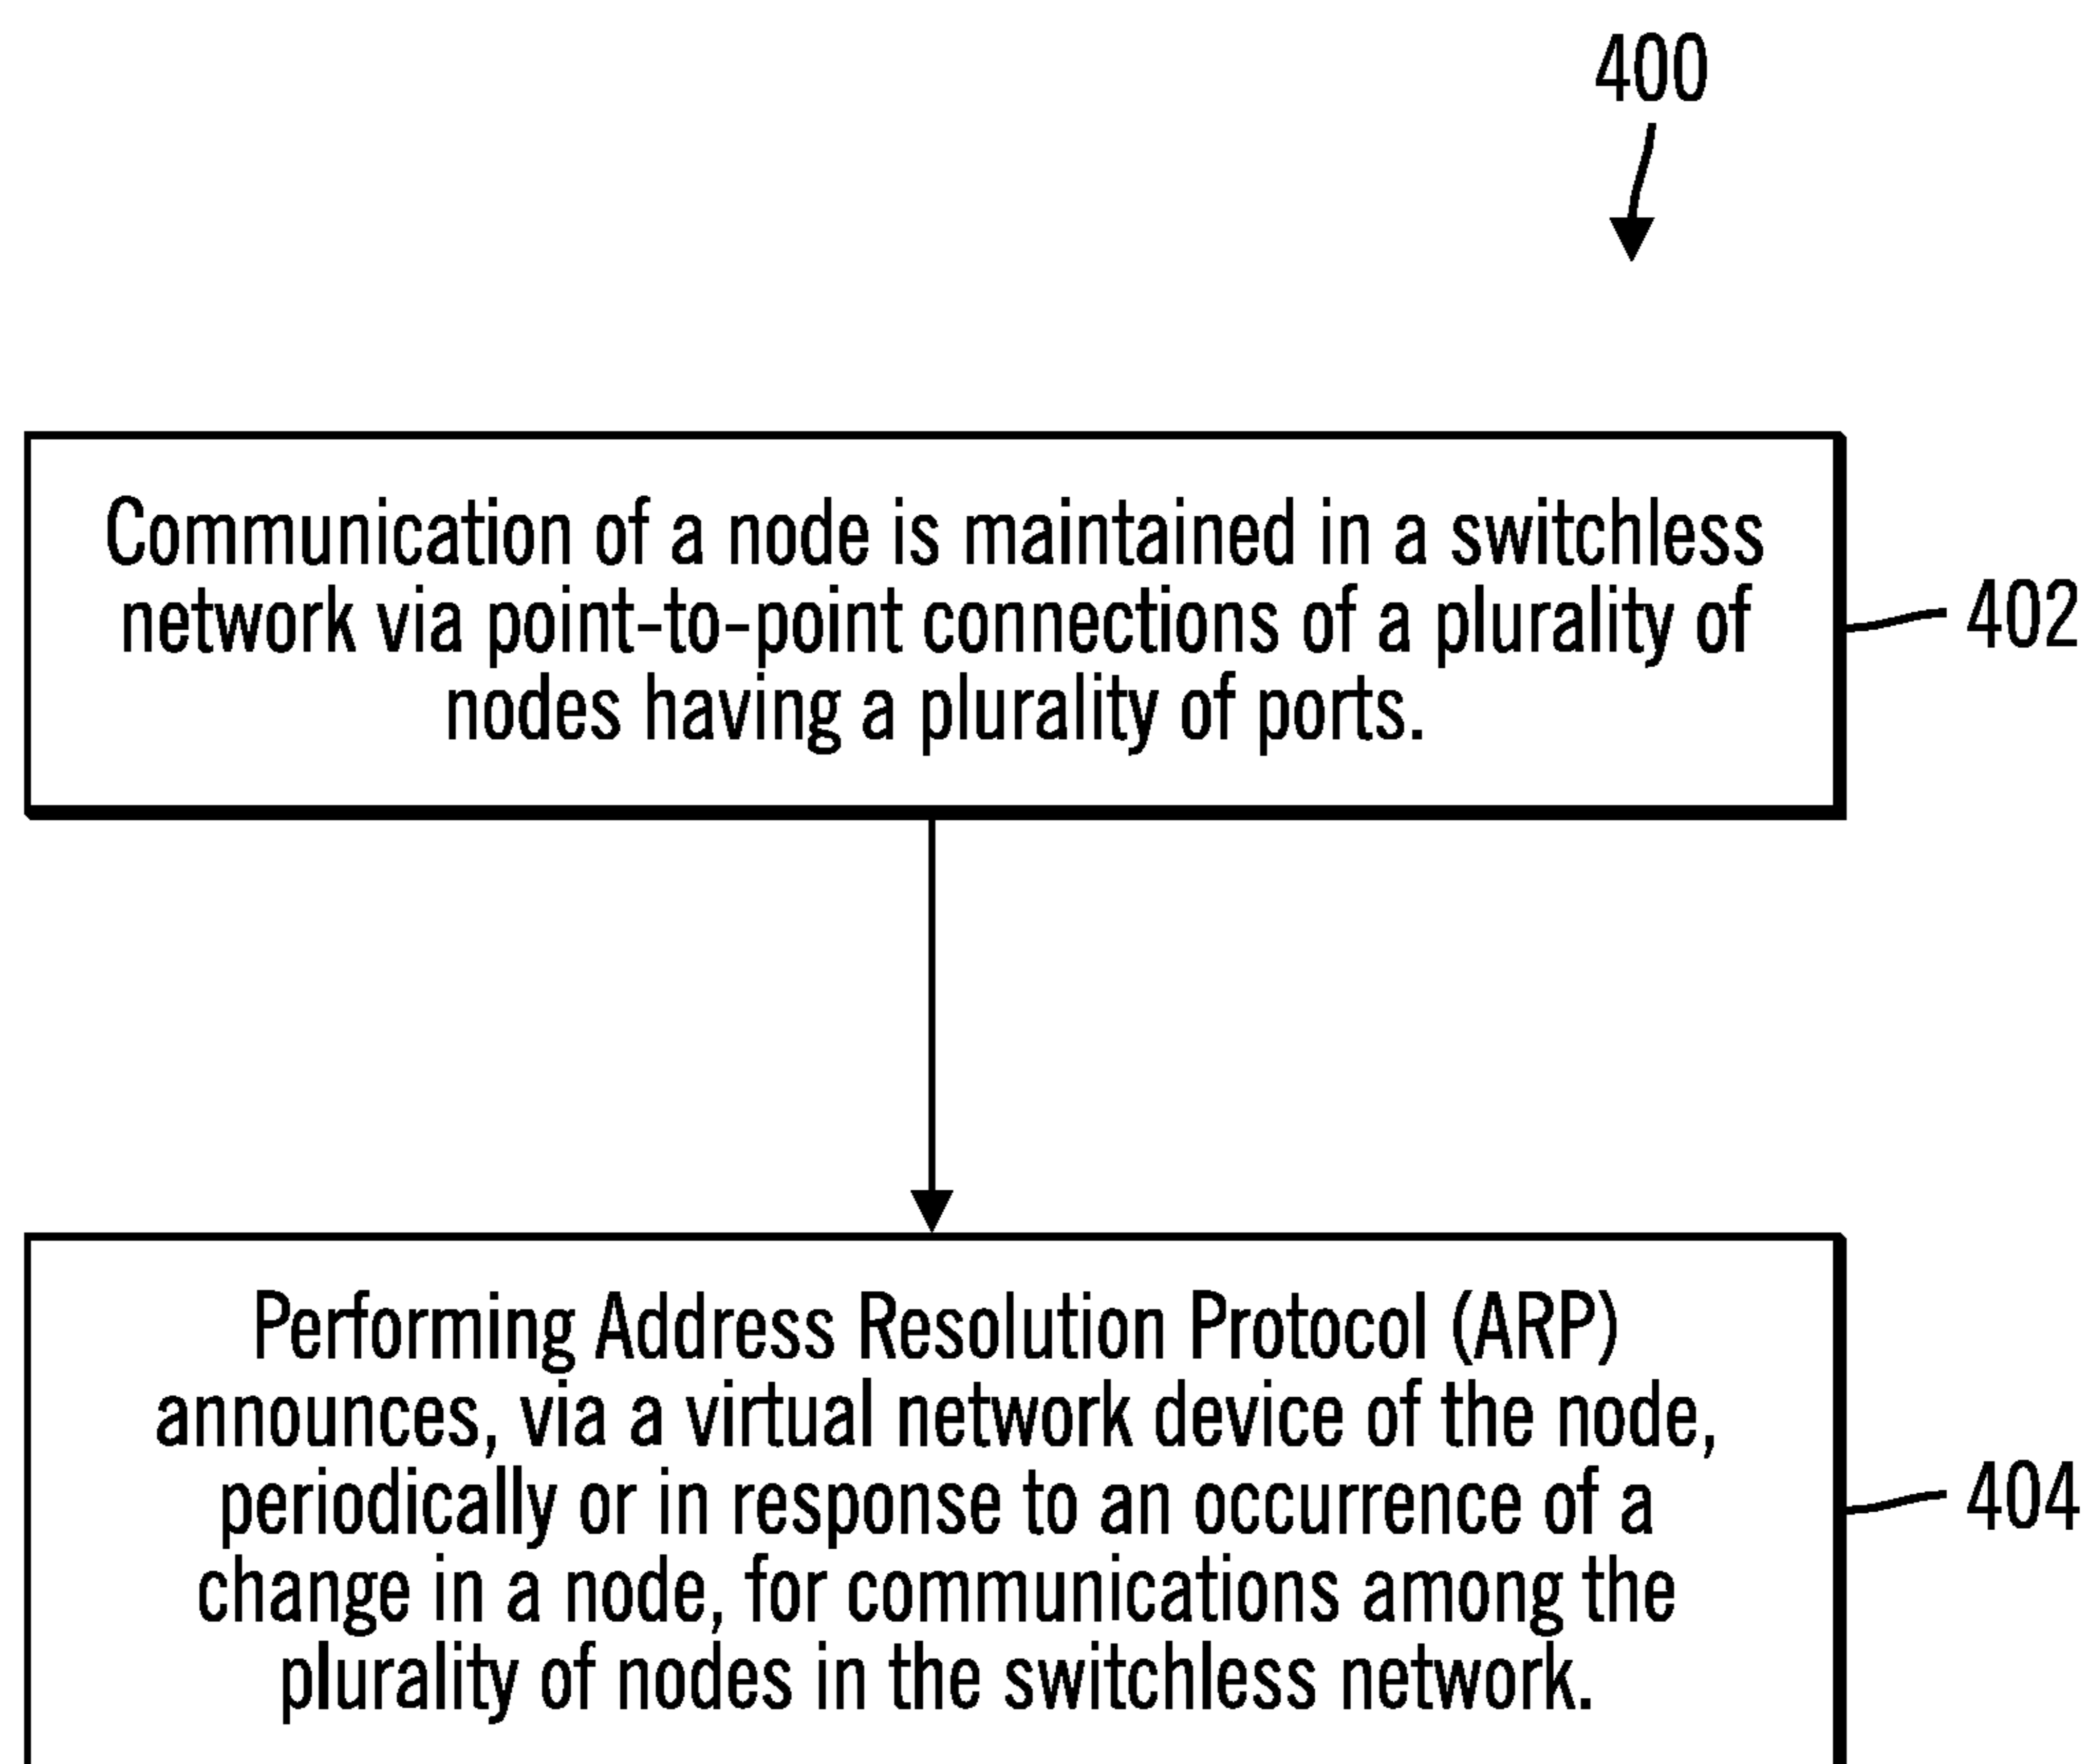 400
Communication of a node is maintained in a switchless
network via point-to-point connections of a plurality of
nodes having a plurality of ports.
402
Performing Address Resolution Protocol (ARP)
announces, via a virtual network device of the node,
periodically or in response to an occurrence of a
change in a node, for communications among the
plurality of nodes in the switchless network.
404